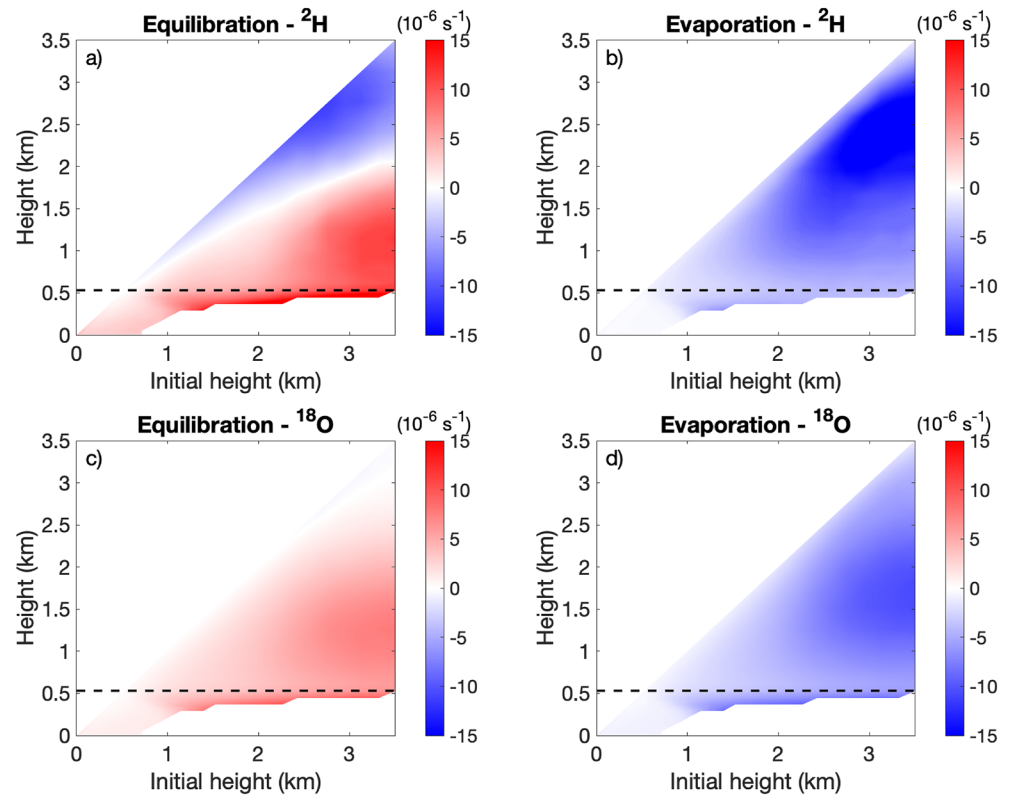 Equilibration - ²H
(10⁻⁶ s⁻¹)
a)
Height (km)
3.5
3
2.5
2
1.5
1
0.5
0
0 1 2 3
Initial height (km)
15
10
5
0
-5
-10
-15
Evaporation - ²H
(10⁻⁶ s⁻¹)
b)
Height (km)
3.5
3
2.5
2
1.5
1
0.5
0
0 1 2 3
Initial height (km)
15
10
5
0
-5
-10
-15
Equilibration - ¹⁸O
(10⁻⁶ s⁻¹)
c)
Height (km)
3.5
3
2.5
2
1.5
1
0.5
0
0 1 2 3
Initial height (km)
15
10
5
0
-5
-10
-15
Evaporation - ¹⁸O
(10⁻⁶ s⁻¹)
d)
Height (km)
3.5
3
2.5
2
1.5
1
0.5
0
0 1 2 3
Initial height (km)
15
10
5
0
-5
-10
-15